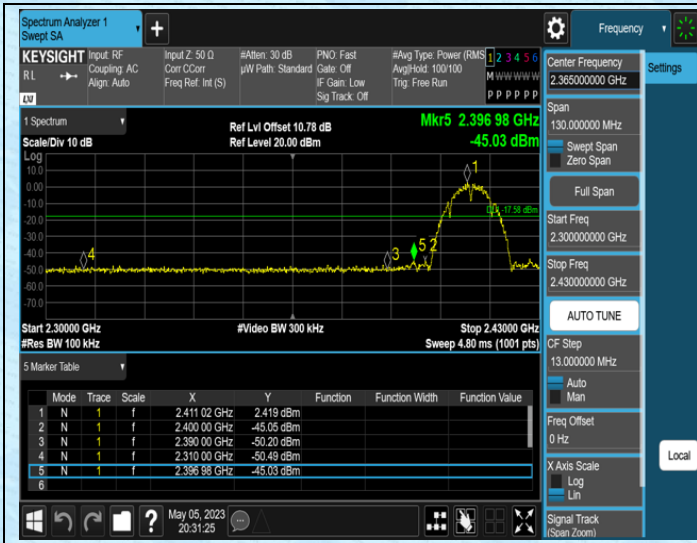 Spectrum Analyzer 1
Swept SA
Frequency
KEYSIGHT
RL
LXI
Input: RF
Coupling: AC
Align: Auto
Input Z: 50 Ω
Corr CCorr
Freq Ref: Int (S)
#Atten: 30 dB
µW Path: Standard
PNO: Fast
Gate: Off
IF Gain: Low
Sig Track: Off
#Avg Type: Power (RMS
Avg|Hold: 100/100
Trig: Free Run
1 2 3 4 5 6
M W W W W W
P P P P P P
1 Spectrum
Scale/Div 10 dB
Log
Ref Lvl Offset 10.78 dB
Ref Level 20.00 dBm
Mkr5 2.396 98 GHz
-45.03 dBm
10.0
0.00
-10.0
-20.0
-30.0
-40.0
-50.0
-60.0
-70.0
1
4
3
5
2
DL1 -17.58 dBm
Start 2.30000 GHz
#Res BW 100 kHz
#Video BW 300 kHz
Stop 2.43000 GHz
Sweep 4.80 ms (1001 pts)
5 Marker Table
Mode Trace Scale X Y Function Function Width Function Value
1 N 1 f 2.411 02 GHz 2.419 dBm
2 N 1 f 2.400 00 GHz -45.05 dBm
3 N 1 f 2.390 00 GHz -50.20 dBm
4 N 1 f 2.310 00 GHz -50.49 dBm
5 N 1 f 2.396 98 GHz -45.03 dBm
6
?
May 05, 2023
20:31:25
Center Frequency
2.365000000 GHz
Span
130.000000 MHz
Swept Span
Zero Span
Full Span
Start Freq
2.300000000 GHz
Stop Freq
2.430000000 GHz
AUTO TUNE
CF Step
13.000000 MHz
Auto
Man
Freq Offset
0 Hz
X Axis Scale
Log
Lin
Signal Track
(Span Zoom)
Settings
Local